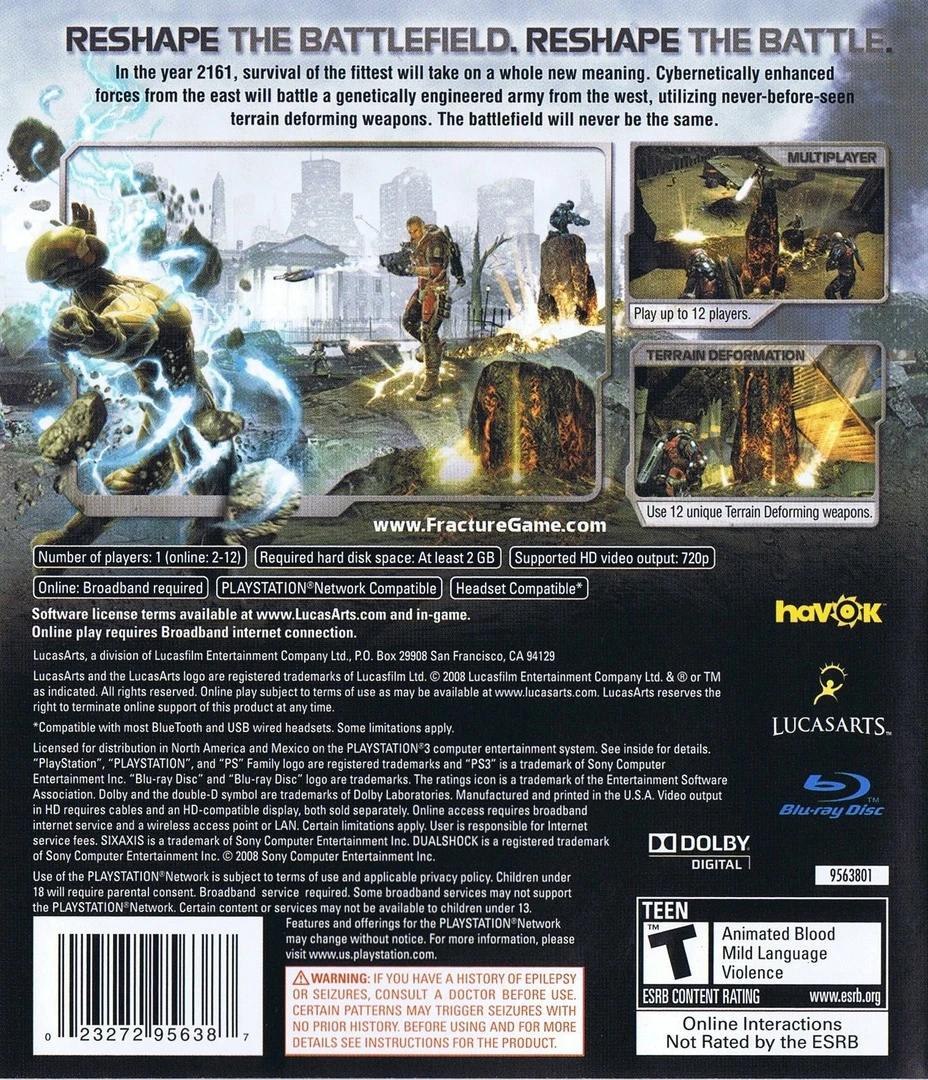 RESHAPE THE BATTLEFIELD. RESHAPE THE BATTLE.
In the year 2161, survival of the fittest will take on a whole new meaning. Cybernetically enhanced
forces from the east will battle a genetically engineered army from the west, utilizing never-before-seen
terrain deforming weapons. The battlefield will never be the same.
MULTIPLAYER
Play up to 12 players.
TERRAIN DEFORMATION
Use 12 unique Terrain Deforming weapons.
www.FractureGame.com
Number of players: 1 (online: 2-12)
Required hard disk space: At least 2 GB
Supported HD video output: 720p
Online: Broadband required
PLAYSTATION®Network Compatible
Headset Compatible*
Software license terms available at www.LucasArts.com and in-game.
Online play requires Broadband internet connection.
LucasArts, a division of Lucasfilm Entertainment Company Ltd., P.O. Box 29908 San Francisco, CA 94129
LucasArts and the LucasArts logo are registered trademarks of Lucasfilm Ltd. © 2008 Lucasfilm Entertainment Company Ltd. & ® or TM
as indicated. All rights reserved. Online play subject to terms of use as may be available at www.lucasarts.com. LucasArts reserves the
right to terminate online support of this product at any time.
*Compatible with most BlueTooth and USB wired headsets. Some limitations apply.
Licensed for distribution in North America and Mexico on the PLAYSTATION®3 computer entertainment system. See inside for details.
“PlayStation”, “PLAYSTATION”, and “PS” Family logo are registered trademarks and “PS3” is a trademark of Sony Computer
Entertainment Inc. “Blu-ray Disc” and “Blu-ray Disc” logo are trademarks. The ratings icon is a trademark of the Entertainment Software
Association. Dolby and the double-D symbol are trademarks of Dolby Laboratories. Manufactured and printed in the U.S.A. Video output
in HD requires cables and an HD-compatible display, both sold separately. Online access requires broadband
internet service and a wireless access point or LAN. Certain limitations apply. User is responsible for Internet
service fees. SIXAXIS is a trademark of Sony Computer Entertainment Inc. DUALSHOCK is a registered trademark
of Sony Computer Entertainment Inc. © 2008 Sony Computer Entertainment Inc.
Use of the PLAYSTATION®Network is subject to terms of use and applicable privacy policy. Children under
18 will require parental consent. Broadband service required. Some broadband services may not support
the PLAYSTATION®Network. Certain content or services may not be available to children under 13.
Features and offerings for the PLAYSTATION®Network
may change without notice. For more information, please
visit www.us.playstation.com.
WARNING: IF YOU HAVE A HISTORY OF EPILEPSY
OR SEIZURES, CONSULT A DOCTOR BEFORE USE.
CERTAIN PATTERNS MAY TRIGGER SEIZURES WITH
NO PRIOR HISTORY. BEFORE USING AND FOR MORE
DETAILS SEE INSTRUCTIONS FOR THE PRODUCT.
0 23272 95638 7
havok
LUCASARTS™
Blu-ray Disc™
DOLBY
DIGITAL
9563801
TEEN
T™
Animated Blood
Mild Language
Violence
ESRB CONTENT RATING www.esrb.org
Online Interactions
Not Rated by the ESRB